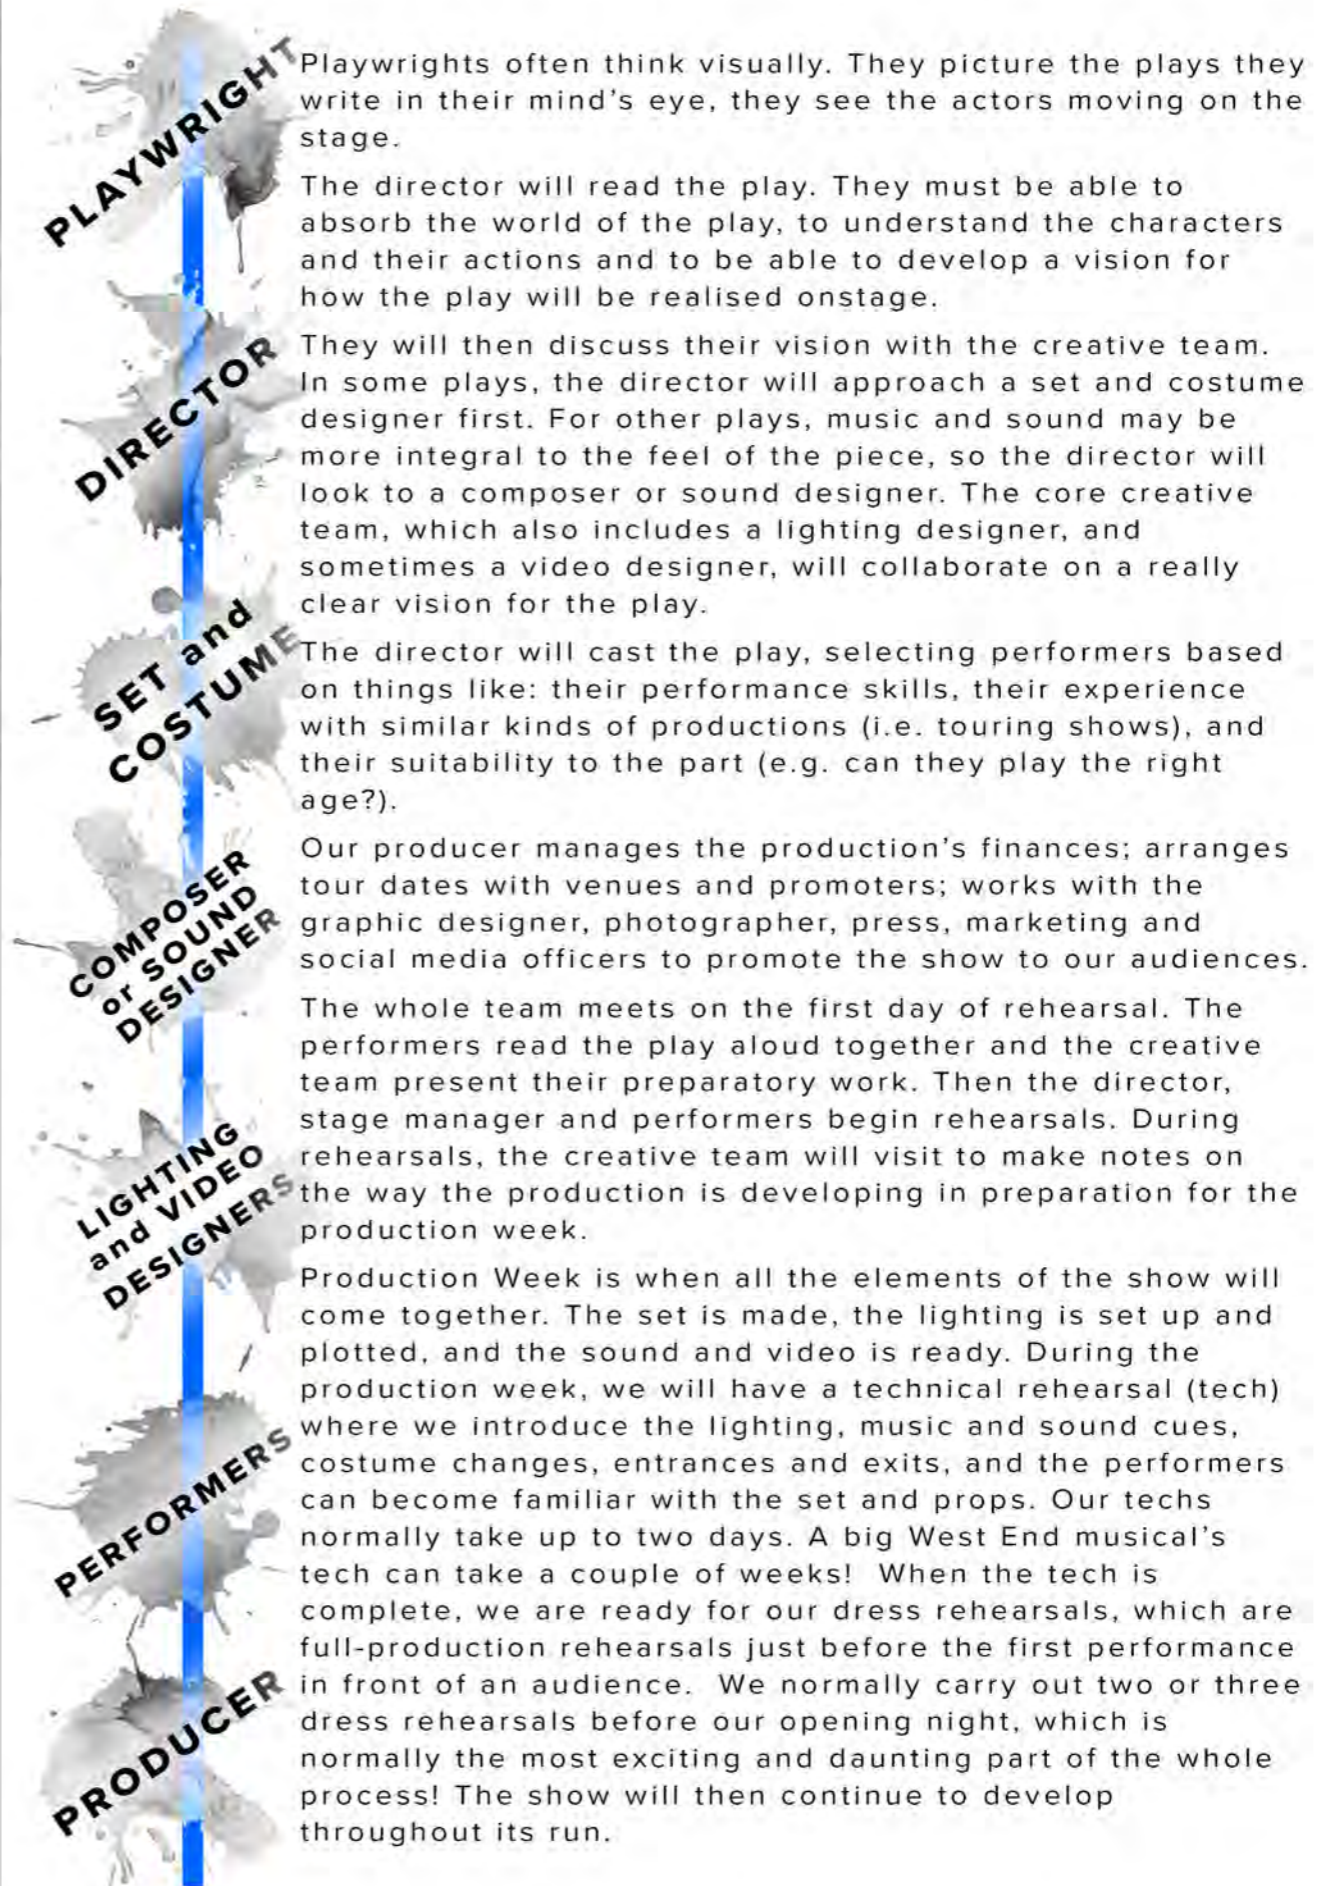 PLAYWRIGHT
Playwrights often think visually. They picture the plays they
write in their mind's eye, they see the actors moving on the
stage.
The director will read the play. They must be able to
absorb the world of the play, to understand the characters
and their actions and to be able to develop a vision for
how the play will be realised onstage.
DIRECTOR
They will then discuss their vision with the creative team.
In some plays, the director will approach a set and costume
designer first. For other plays, music and sound may be
more integral to the feel of the piece, so the director will
look to a composer or sound designer. The core creative
team, which also includes a lighting designer, and
sometimes a video designer, will collaborate on a really
clear vision for the play.
SET and
COSTUME
The director will cast the play, selecting performers based
on things like: their performance skills, their experience
with similar kinds of productions (i.e. touring shows), and
their suitability to the part (e.g. can they play the right
age?).
COMPOSER
or SOUND
DESIGNER
Our producer manages the production's finances; arranges
tour dates with venues and promoters; works with the
graphic designer, photographer, press, marketing and
social media officers to promote the show to our audiences.
The whole team meets on the first day of rehearsal. The
performers read the play aloud together and the creative
team present their preparatory work. Then the director,
stage manager and performers begin rehearsals. During
rehearsals, the creative team will visit to make notes on
the way the production is developing in preparation for the
production week.
LIGHTING
and VIDEO
DESIGNERS
Production Week is when all the elements of the show will
come together. The set is made, the lighting is set up and
plotted, and the sound and video is ready. During the
production week, we will have a technical rehearsal (tech)
where we introduce the lighting, music and sound cues,
costume changes, entrances and exits, and the performers
can become familiar with the set and props. Our techs
normally take up to two days. A big West End musical's
tech can take a couple of weeks! When the tech is
complete, we are ready for our dress rehearsals, which are
full-production rehearsals just before the first performance
in front of an audience. We normally carry out two or three
dress rehearsals before our opening night, which is
normally the most exciting and daunting part of the whole
process! The show will then continue to develop
throughout its run.
PERFORMERS
PRODUCER